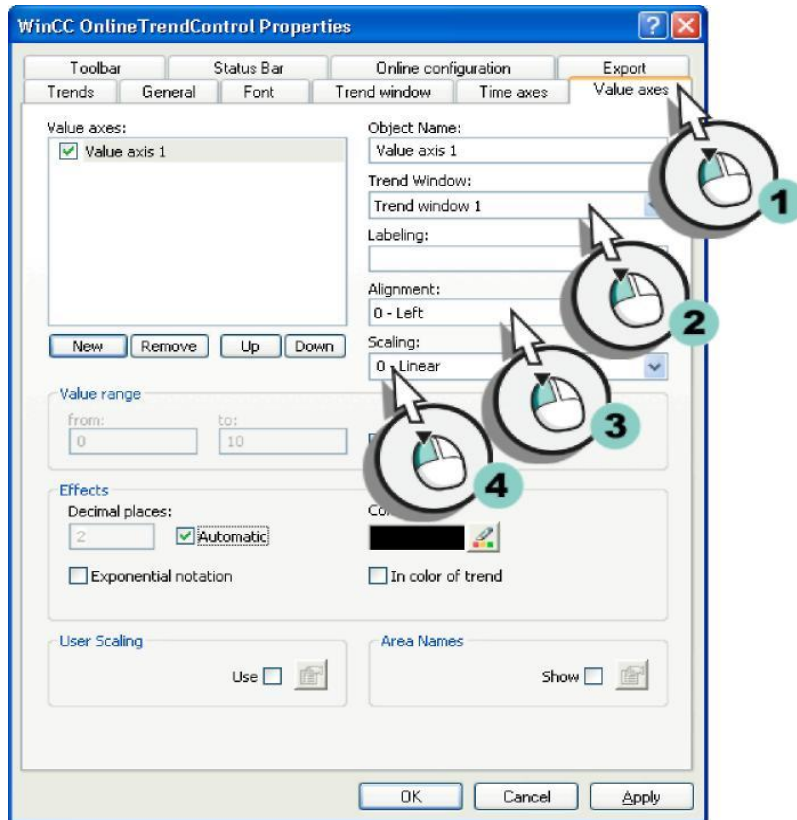 WinCC OnlineTrendControl Properties
Toolbar Status Bar Online configuration Export
Trends General Font Trend window Time axes Value axes
Value axes:
Value axis 1
New Remove Up Down
Object Name:
Value axis 1
1
Trend Window:
Trend window 1
Labeling:
2
Alignment:
0 - Left
Scaling:
0 - Linear
3
Value range
from: to:
0 10
4
Effects
Decimal places:
2 Automatic
Exponential notation In color of trend
User Scaling
Use
Area Names
Show
OK Cancel Apply